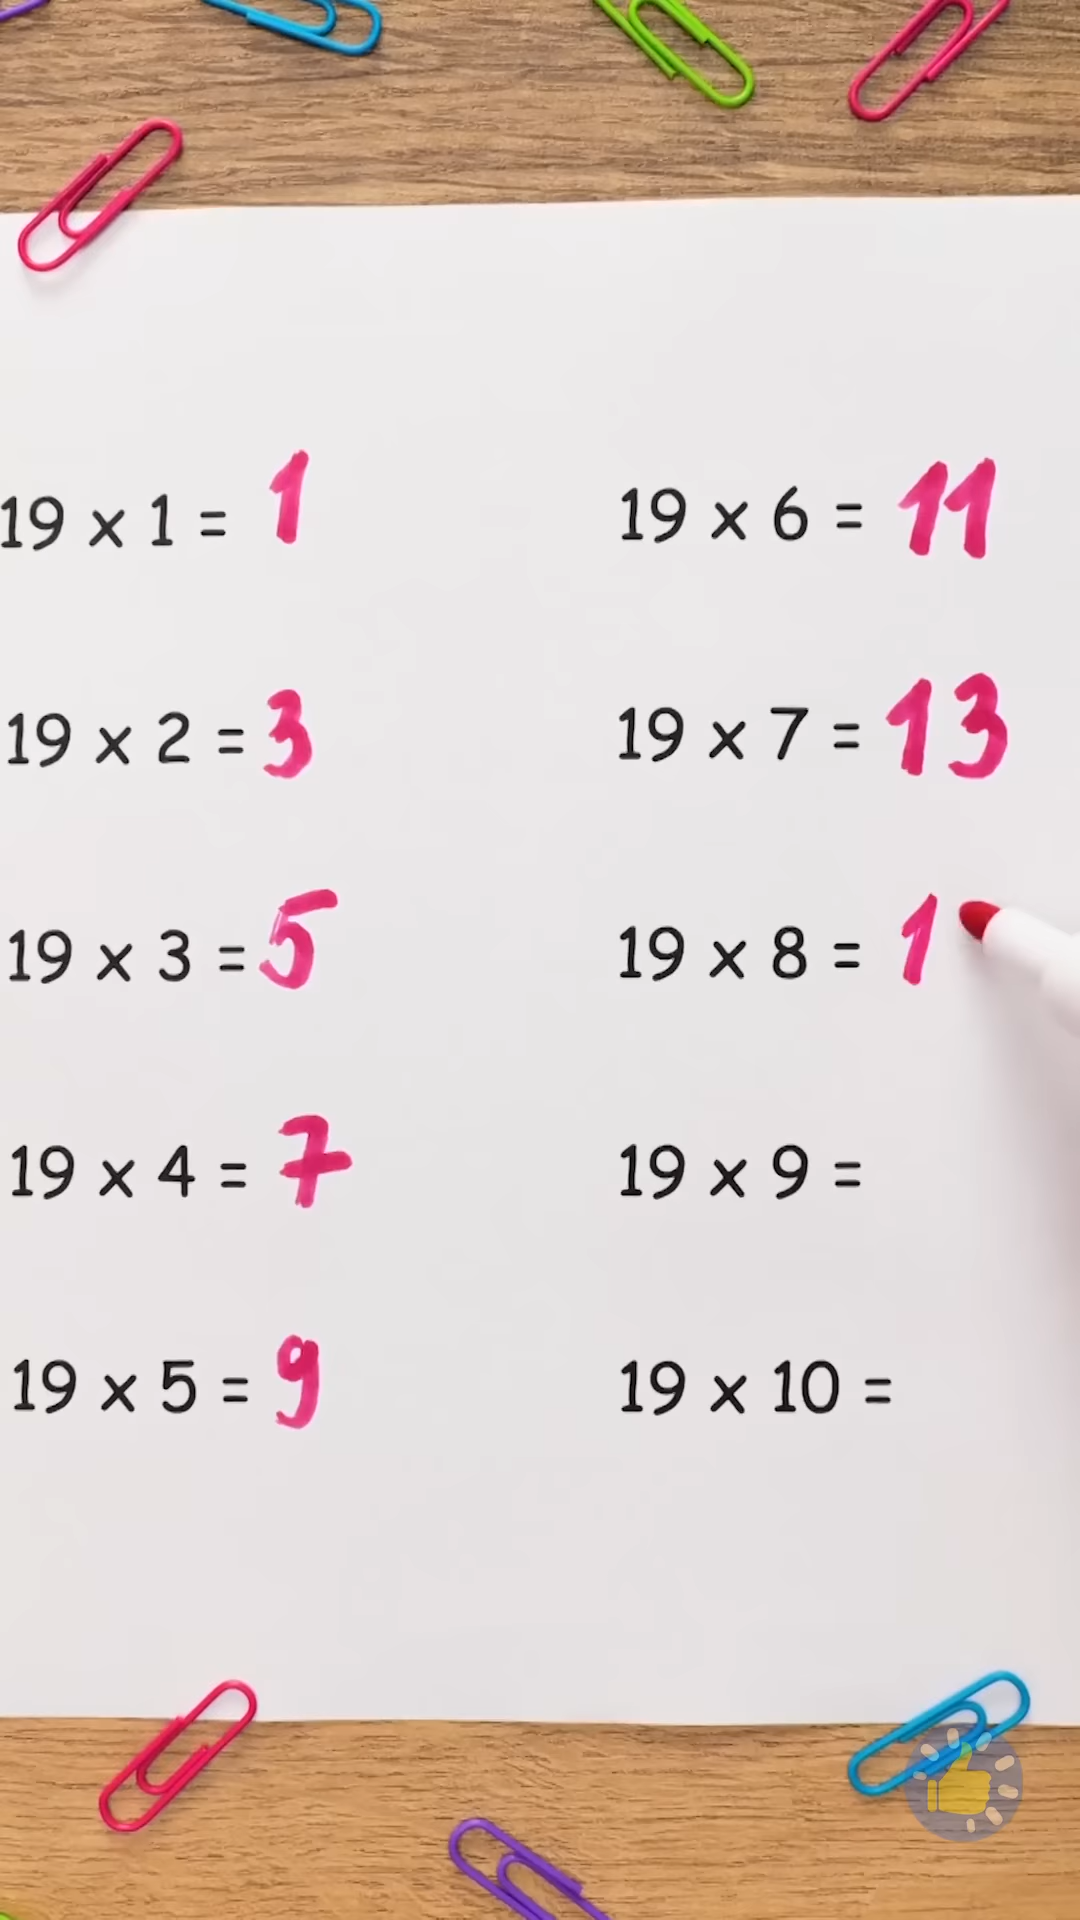 19 x 1 = 1
19 x 2 = 3
19 x 3 = 5
19 x 4 = 7
19 x 5 = 9
19 x 6 = 11
19 x 7 = 13
19 x 8 = 1
19 x 9 =
19 x 10 =